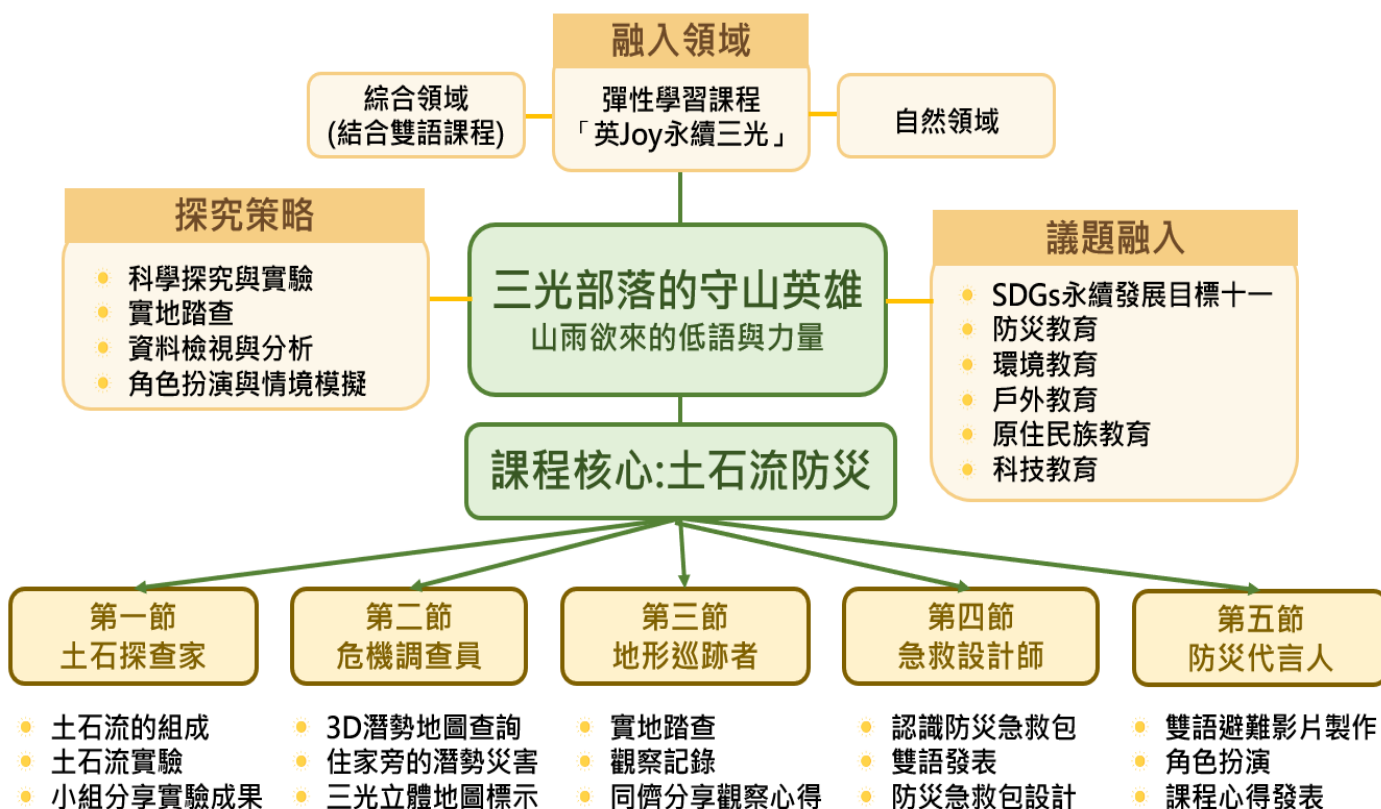 融入領域
綜合領域
(結合雙語課程)
彈性學習課程
「英Joy永續三光」
自然領域
探究策略
科學探究與實驗
實地踏查
資料檢視與分析
角色扮演與情境模擬
三光部落的守山英雄
山雨欲來的低語與力量
議題融入
SDGs永續發展目標十一
防災教育
環境教育
戶外教育
原住民族教育
科技教育
課程核心:土石流防災
第一節
土石探查家
土石流的組成
土石流實驗
小組分享實驗成果
第二節
危機調查員
3D潛勢地圖查詢
住家旁的潛勢災害
三光立體地圖標示
第三節
地形巡跡者
實地踏查
觀察記錄
同儕分享觀察心得
第四節
急救設計師
認識防災急救包
雙語發表
防災急救包設計
第五節
防災代言人
雙語避難影片製作
角色扮演
課程心得發表